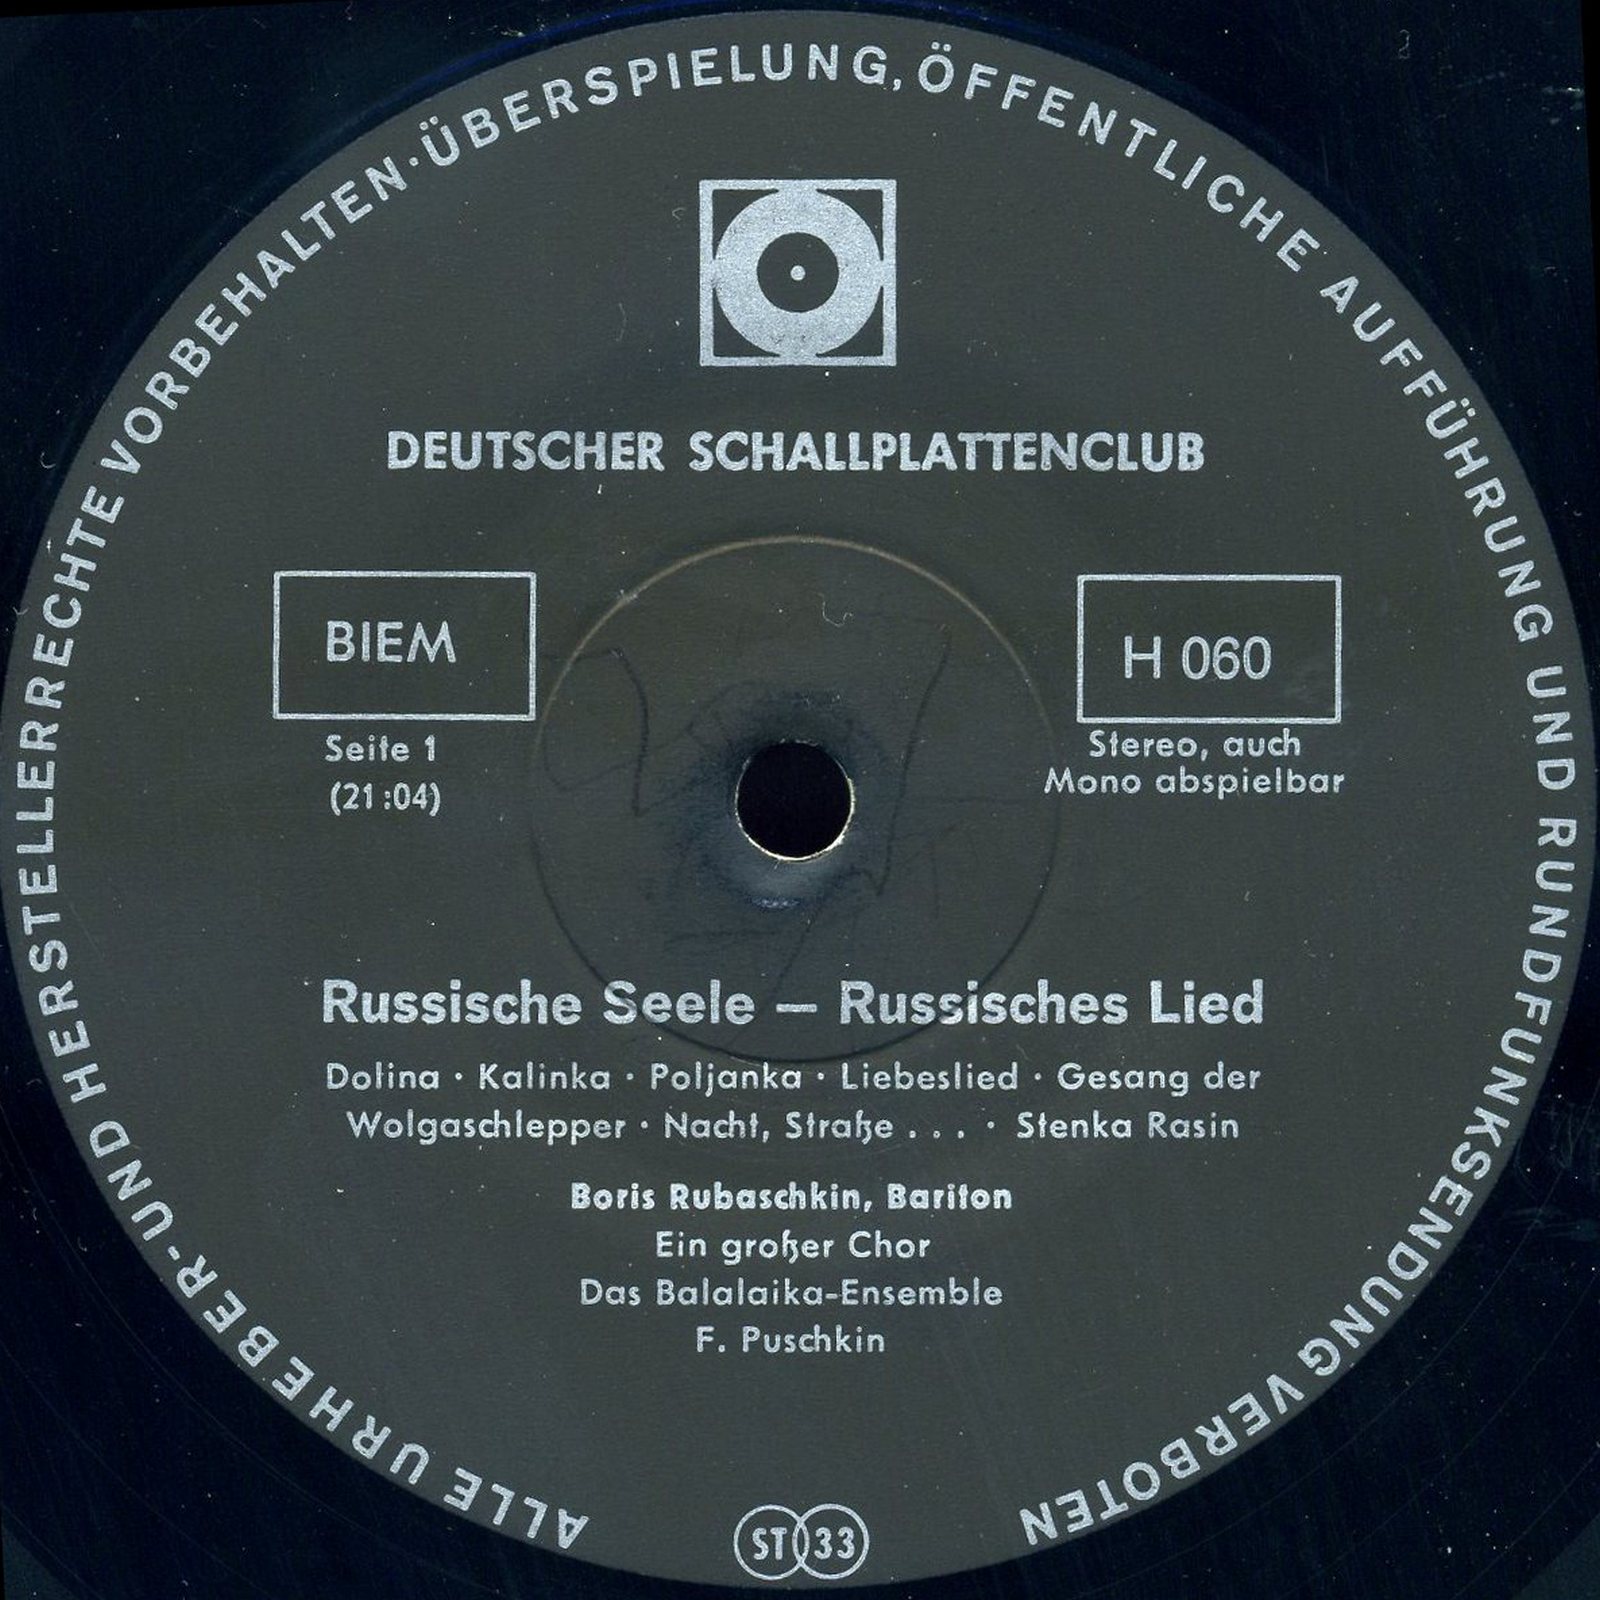 ALLE URHEBER-UND HERSTELLERRECHTE VORBEHALTEN·ÜBERSPIELUNG, ÖFFENTLICHE AUFFÜHRUNG UND RUNDFUNKSENDUNG VERBOTEN
DEUTSCHER SCHALLPLATTENCLUB
BIEM
H 060
Seite 1
(21:04)
Stereo, auch
Mono abspielbar
Russische Seele – Russisches Lied
Dolina · Kalinka · Poljanka · Liebeslied · Gesang der
Wolgaschlepper · Nacht, Straße . . . · Stenka Rasin
Boris Rubaschkin, Bariton
Ein großer Chor
Das Balalaika-Ensemble
F. Puschkin
ST 33